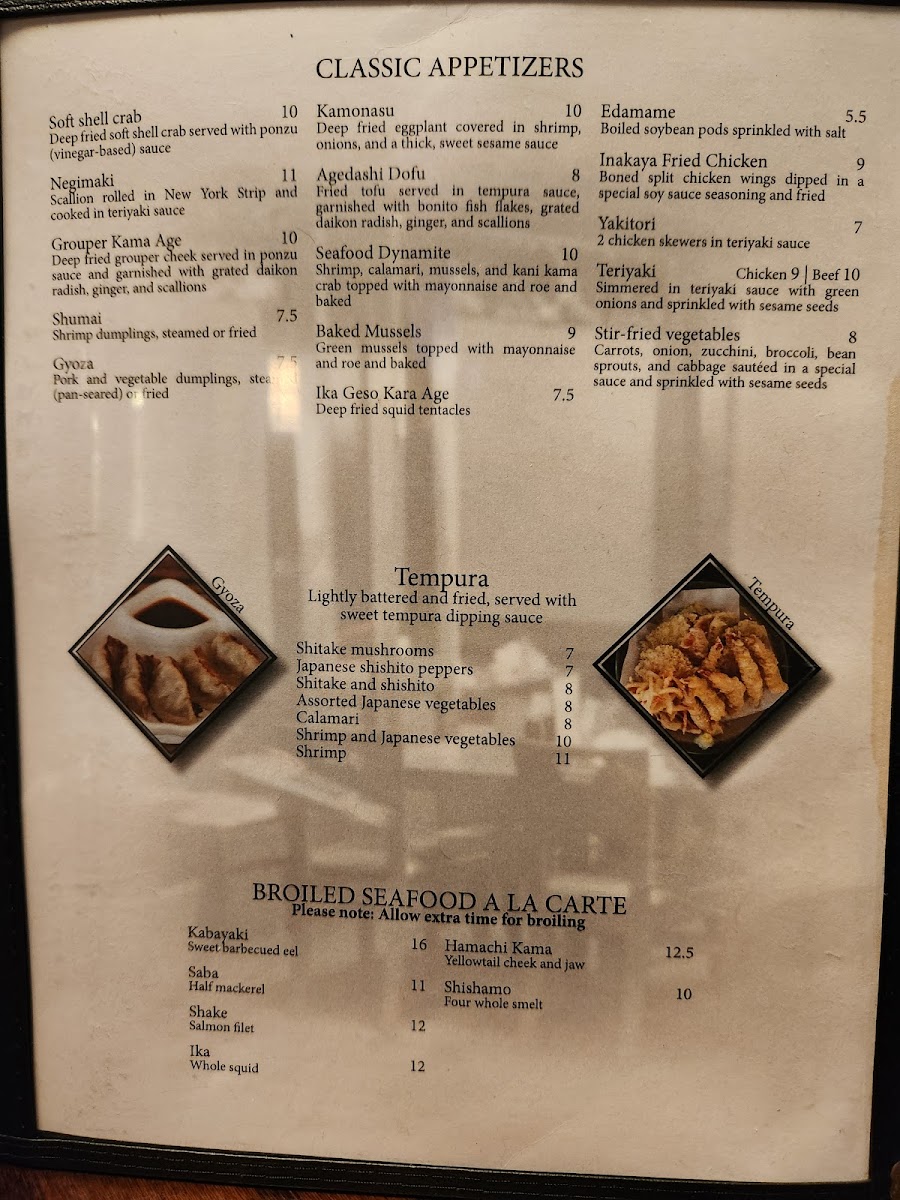 CLASSIC APPETIZERS
Soft shell crab 10
Deep fried soft shell crab served with ponzu
(vinegar-based) sauce
Negimaki 11
Scallion rolled in New York Strip and
cooked in teriyaki sauce
Grouper Kama Age 10
Deep fried grouper cheek served in ponzu
sauce and garnished with grated daikon
radish, ginger, and scallions
Shumai 7.5
Shrimp dumplings, steamed or fried
Gyoza 7.5
Pork and vegetable dumplings,
(pan-seared) or fried
Kamonasu 10
Deep fried eggplant covered in shrimp,
onions, and a thick, sweet sesame sauce
Agedashi Dofu 8
Fried tofu served in tempura sauce,
garnished with bonito fish flakes, grated
daikon radish, ginger, and scallions
Seafood Dynamite 10
Shrimp, calamari, mussels, and kani kama
crab topped with mayonnaise and roe and
baked
Baked Mussels 9
Green mussels topped with mayonnaise
and roe and baked
Ika Geso Kara Age 7.5
Deep fried squid tentacles
Edamame 5.5
Boiled soybean pods sprinkled with salt
Inakaya Fried Chicken 9
Boned split chicken wings dipped in a
special soy sauce seasoning and fried
Yakitori 7
2 chicken skewers in teriyaki sauce
Teriyaki Chicken 9 | Beef 10
Simmered in teriyaki sauce with green
onions and sprinkled with sesame seeds
Stir-fried vegetables 8
Carrots, onion, zucchini, broccoli, bean
sprouts, and cabbage sautéed in a special
sauce and sprinkled with sesame seeds
Gyoza
Tempura
Lightly battered and fried, served with
sweet tempura dipping sauce
Shitake mushrooms 7
Japanese shishito peppers 7
Shitake and shishito 8
Assorted Japanese vegetables 8
Calamari 8
Shrimp and Japanese vegetables 10
Shrimp 11
Tempura
BROILED SEAFOOD A LA CARTE
Please note: Allow extra time for broiling
Kabayaki 16
Sweet barbecued eel
Saba 11
Half mackerel
Shake 12
Salmon filet
Ika 12
Whole squid
Hamachi Kama 12.5
Yellowtail cheek and jaw
Shishamo 10
Four whole smelt